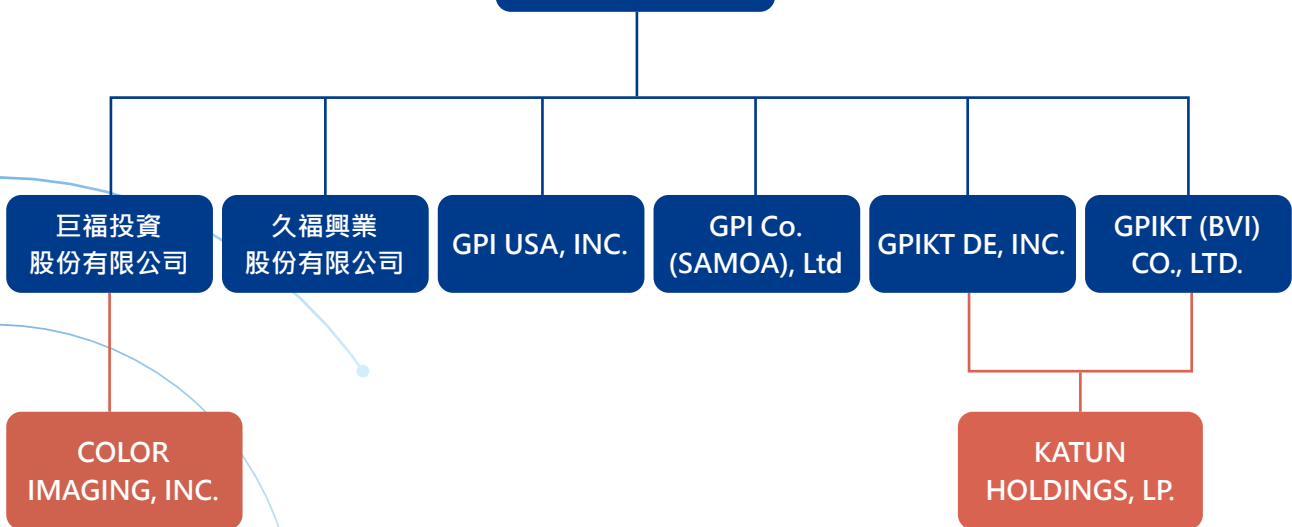 巨福投資
股份有限公司
久福興業
股份有限公司
GPI USA, INC.
GPI Co.
(SAMOA), Ltd
GPIKT DE, INC.
GPIKT (BVI)
CO., LTD.
COLOR
IMAGING, INC.
KATUN
HOLDINGS, LP.